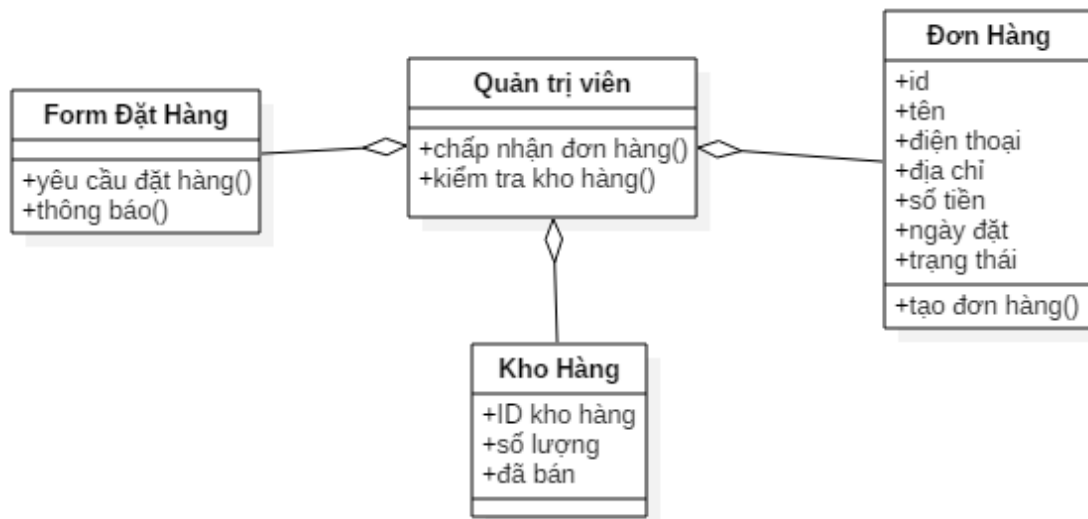 Form Đặt Hàng
+yêu cầu đặt hàng()
+thông báo()
Quản trị viên
+chấp nhận đơn hàng()
+kiểm tra kho hàng()
Đơn Hàng
+id
+tên
+điện thoại
+địa chỉ
+số tiền
+ngày đặt
+trạng thái
+tạo đơn hàng()
Kho Hàng
+ID kho hàng
+số lượng
+đã bán